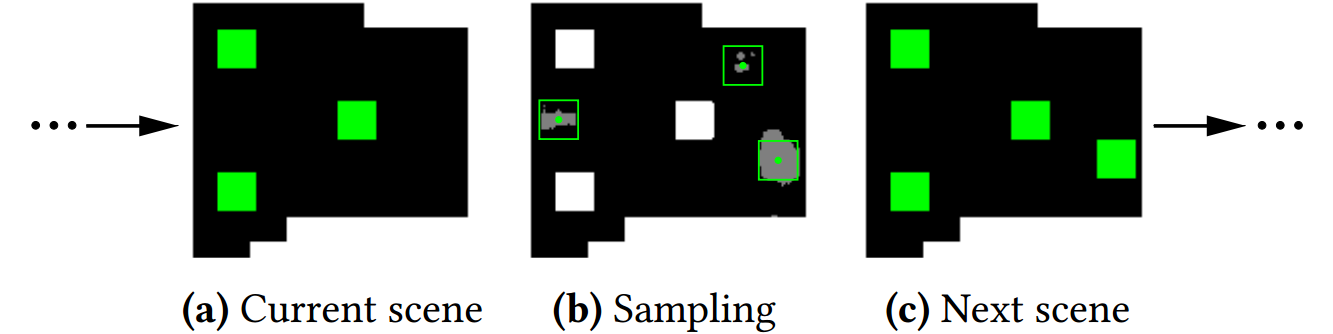 (a) Current scene (b) Sampling (c) Next scene